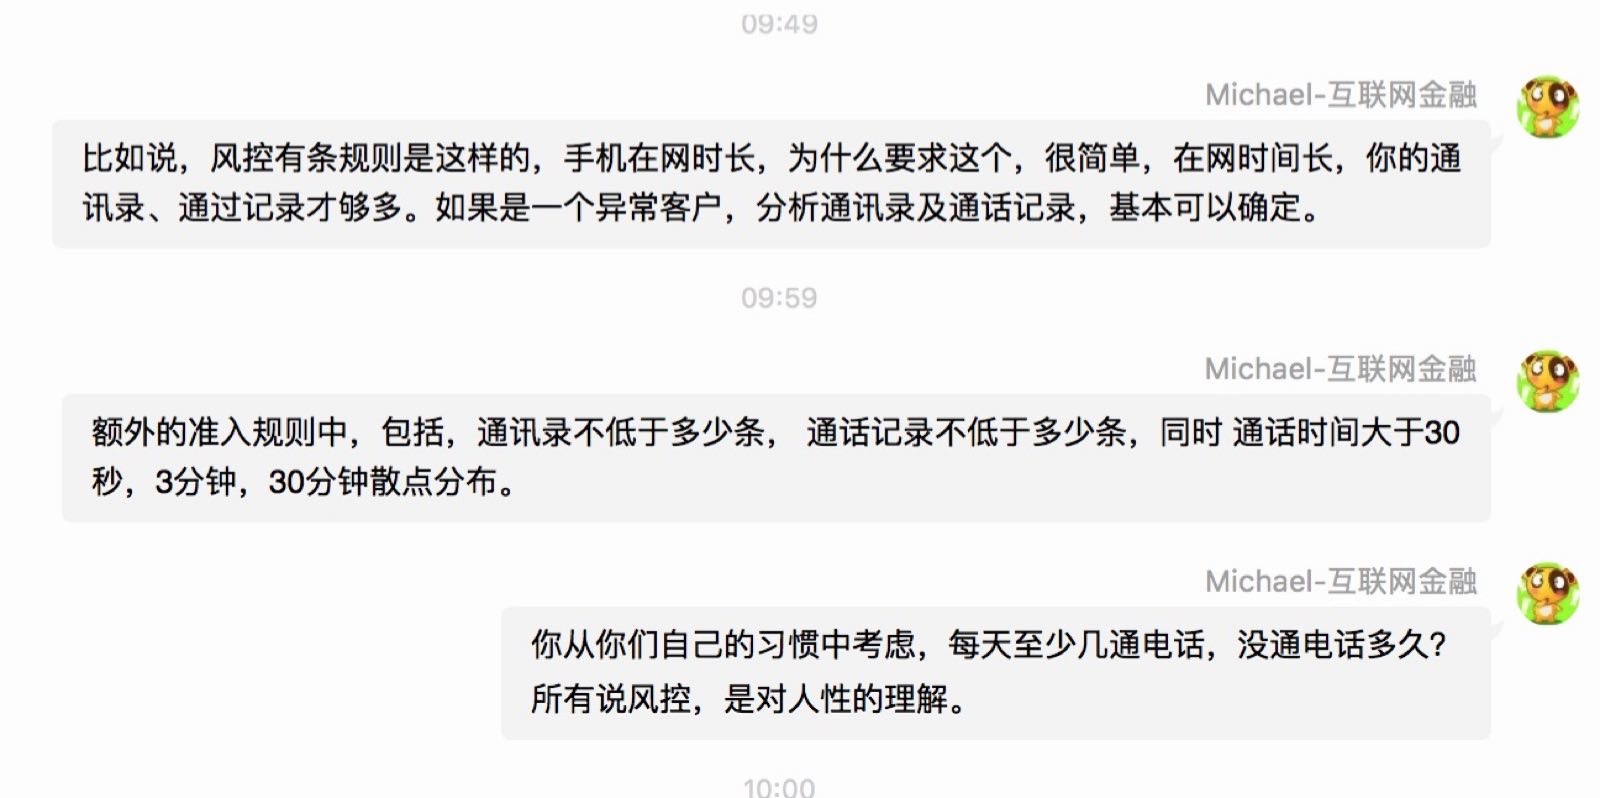 09:49
Michael-互联网金融
比如说，风控有条规则是这样的，手机在网时长，为什么要求这个，很简单，在网时间长，你的通
讯录、通过记录才够多。如果是一个异常客户，分析通讯录及通话记录，基本可以确定。
09:59
Michael-互联网金融
额外的准入规则中，包括，通讯录不低于多少条， 通话记录不低于多少条，同时 通话时间大于30
秒，3分钟，30分钟散点分布。
Michael-互联网金融
你从你们自己的习惯中考虑，每天至少几通电话，没通电话多久？
所有说风控，是对人性的理解。
10:00